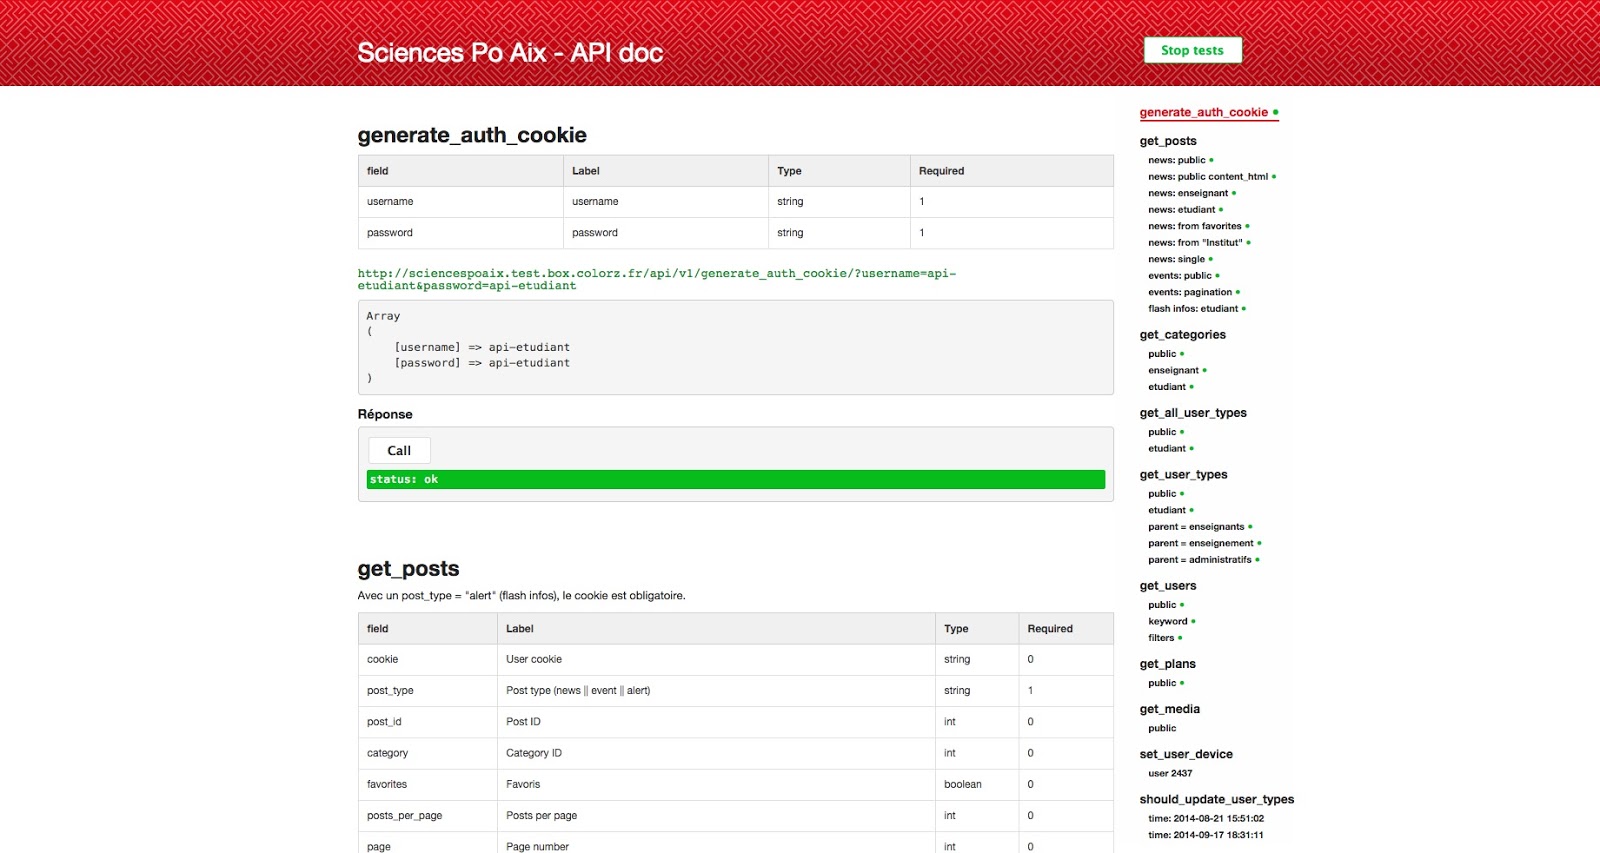 Sciences Po Aix - API doc
Stop tests
generate_auth_cookie
field Label Type Required
username username string 1
password password string 1
http://sciencespoaix.test.box.colorz.fr/api/v1/generate_auth_cookie/?username=api-
etudiant&password=api-etudiant
Array
(
[username] => api-etudiant
[password] => api-etudiant
)
Réponse
Call
status: ok
get_posts
Avec un post_type = "alert" (flash infos), le cookie est obligatoire.
field Label Type Required
cookie User cookie string 0
post_type Post type (news || event || alert) string 1
post_id Post ID int 0
category Category ID int 0
favorites Favoris boolean 0
posts_per_page Posts per page int 0
page Page number int 0
generate_auth_cookie
get_posts
news: public
news: public content_html
news: enseignant
news: etudiant
news: from favorites
news: from "Institut"
news: single
events: public
events: pagination
flash infos: etudiant
get_categories
public
enseignant
etudiant
get_all_user_types
public
etudiant
get_user_types
public
etudiant
parent = enseignants
parent = enseignement
parent = administratifs
get_users
public
keyword
filters
get_plans
public
get_media
public
set_user_device
user 2437
should_update_user_types
time: 2014-08-21 15:51:02
time: 2014-09-17 18:31:11